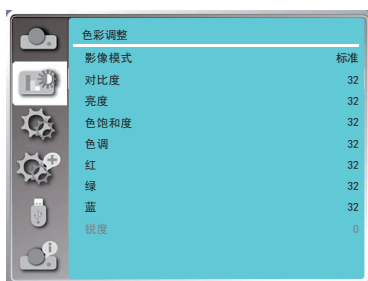 色彩调整
影像模式 标准
对比度 32
亮度 32
色饱和度 32
色调 32
红 32
绿 32
蓝 32
锐度 0